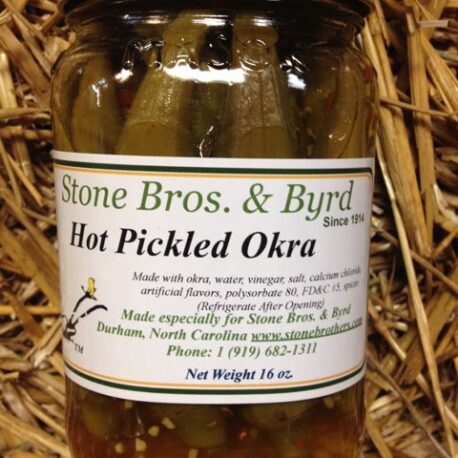 Stone Bros. & Byrd
Since 1914
Hot Pickled Okra
Made with okra, water, vinegar, salt, calcium chloride,
artificial flavors, polysorbate 80, FD&C #5, spices
(Refrigerate After Opening)
Made especially for Stone Bros. & Byrd
Durham, North Carolina www.stonebrothers.com
Phone: 1 (919) 682-1311
TM
Net Weight 16 oz.